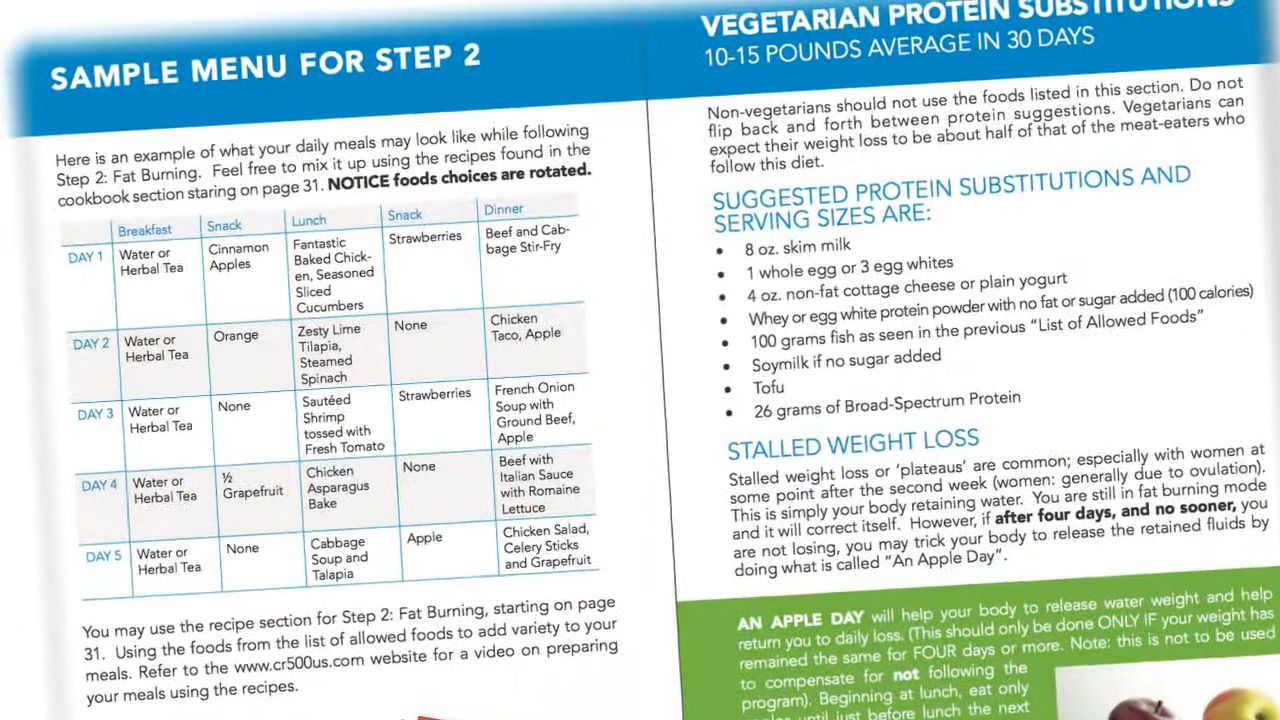 SAMPLE MENU FOR STEP 2
Here is an example of what your daily meals may look like while following
Step 2: Fat Burning. Feel free to mix it up using the recipes found in the
cookbook section staring on page 31. NOTICE foods choices are rotated.
Breakfast Snack Lunch Snack Dinner
DAY 1
Water or
Herbal Tea
Cinnamon
Apples
Fantastic
Baked Chick-
en, Seasoned
Sliced
Cucumbers
Strawberries
Beef and Cab-
bage Stir-Fry
DAY 2
Water or
Herbal Tea
Orange
Zesty Lime
Tilapia,
Steamed
Spinach
None
Chicken
Taco, Apple
DAY 3
Water or
Herbal Tea
None
Sautéed
Shrimp
tossed with
Fresh Tomato
Strawberries
French Onion
Soup with
Ground Beef,
Apple
DAY 4
Water or
Herbal Tea
½
Grapefruit
Chicken
Asparagus
Bake
None
Beef with
Italian Sauce
with Romaine
Lettuce
DAY 5
Water or
Herbal Tea
None
Cabbage
Soup and
Talapia
Apple
Chicken Salad,
Celery Sticks
and Grapefruit
You may use the recipe section for Step 2: Fat Burning, starting on page
31. Using the foods from the list of allowed foods to add variety to your
meals. Refer to the www.cr500us.com website for a video on preparing
your meals using the recipes.
VEGETARIAN PROTEIN SUBSTITUTIONS
10-15 POUNDS AVERAGE IN 30 DAYS
Non-vegetarians should not use the foods listed in this section. Do not
flip back and forth between protein suggestions. Vegetarians can
expect their weight loss to be about half of that of the meat-eaters who
follow this diet.
SUGGESTED PROTEIN SUBSTITUTIONS AND
SERVING SIZES ARE:
• 8 oz. skim milk
• 1 whole egg or 3 egg whites
• 4 oz. non-fat cottage cheese or plain yogurt
• Whey or egg white protein powder with no fat or sugar added (100 calories)
• 100 grams fish as seen in the previous “List of Allowed Foods”
• Soymilk if no sugar added
• Tofu
• 26 grams of Broad-Spectrum Protein
STALLED WEIGHT LOSS
Stalled weight loss or ‘plateaus’ are common; especially with women at
some point after the second week (women: generally due to ovulation).
This is simply your body retaining water. You are still in fat burning mode
and it will correct itself. However, if after four days, and no sooner, you
are not losing, you may trick your body to release the retained fluids by
doing what is called “An Apple Day”.
AN APPLE DAY will help your body to release water weight and help
return you to daily loss. (This should only be done ONLY IF your weight has
remained the same for FOUR days or more. Note: this is not to be used
to compensate for not following the
program). Beginning at lunch, eat only
until just before lunch the next